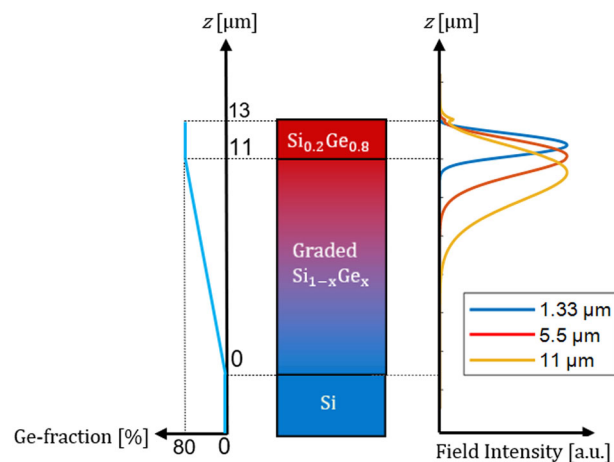 z [μm]
z [μm]
13
11
0
Si₀.₂Ge₀.₈
Graded
Si₁₋ₓGeₓ
Si
1.33 μm
5.5 μm
11 μm
Ge-fraction [%]
80
0
Field Intensity [a.u.]